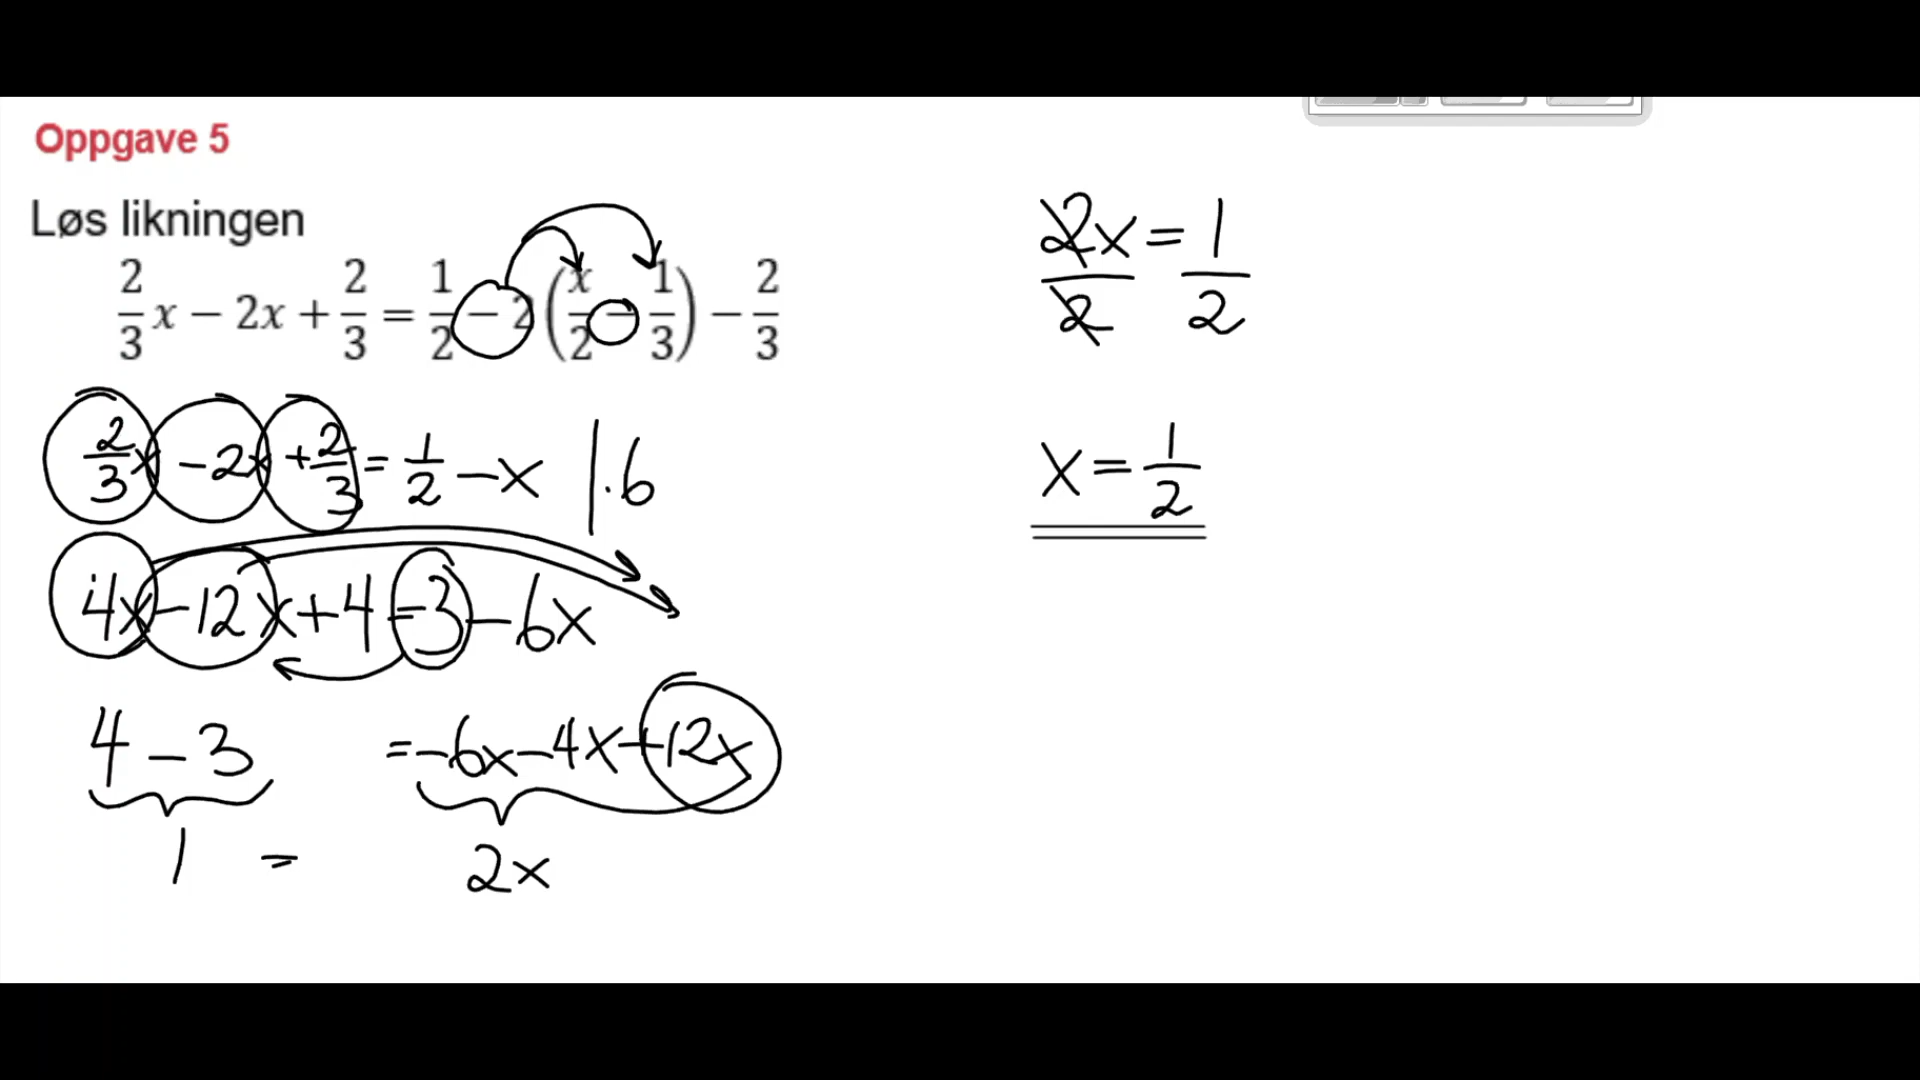 Oppgave 5
Løs likningen
2/3 x − 2x + 2/3 = 1/2 − 2(x/2 − 1/3) − 2/3
2/3 x − 2x + 2/3 = 1/2 − x | · 6
4x − 12x + 4 = 3 − 6x
4 − 3 = −6x − 4x + 12x
1 = 2x
2x/2 = 1/2
x = 1/2